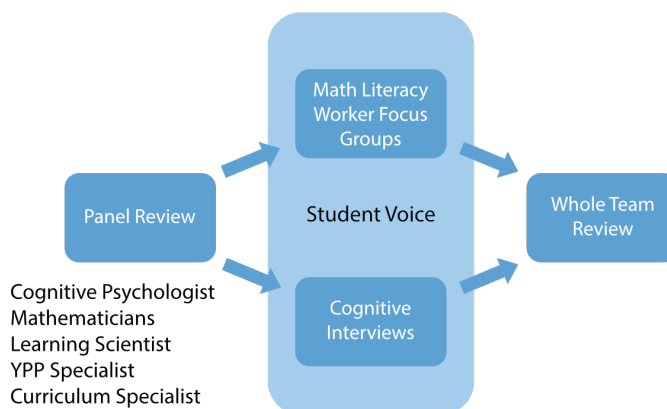 Math Literacy
Worker Focus
Groups
Panel Review
Student Voice
Whole Team
Review
Cognitive
Interviews
Cognitive Psychologist
Mathematicians
Learning Scientist
YPP Specialist
Curriculum Specialist